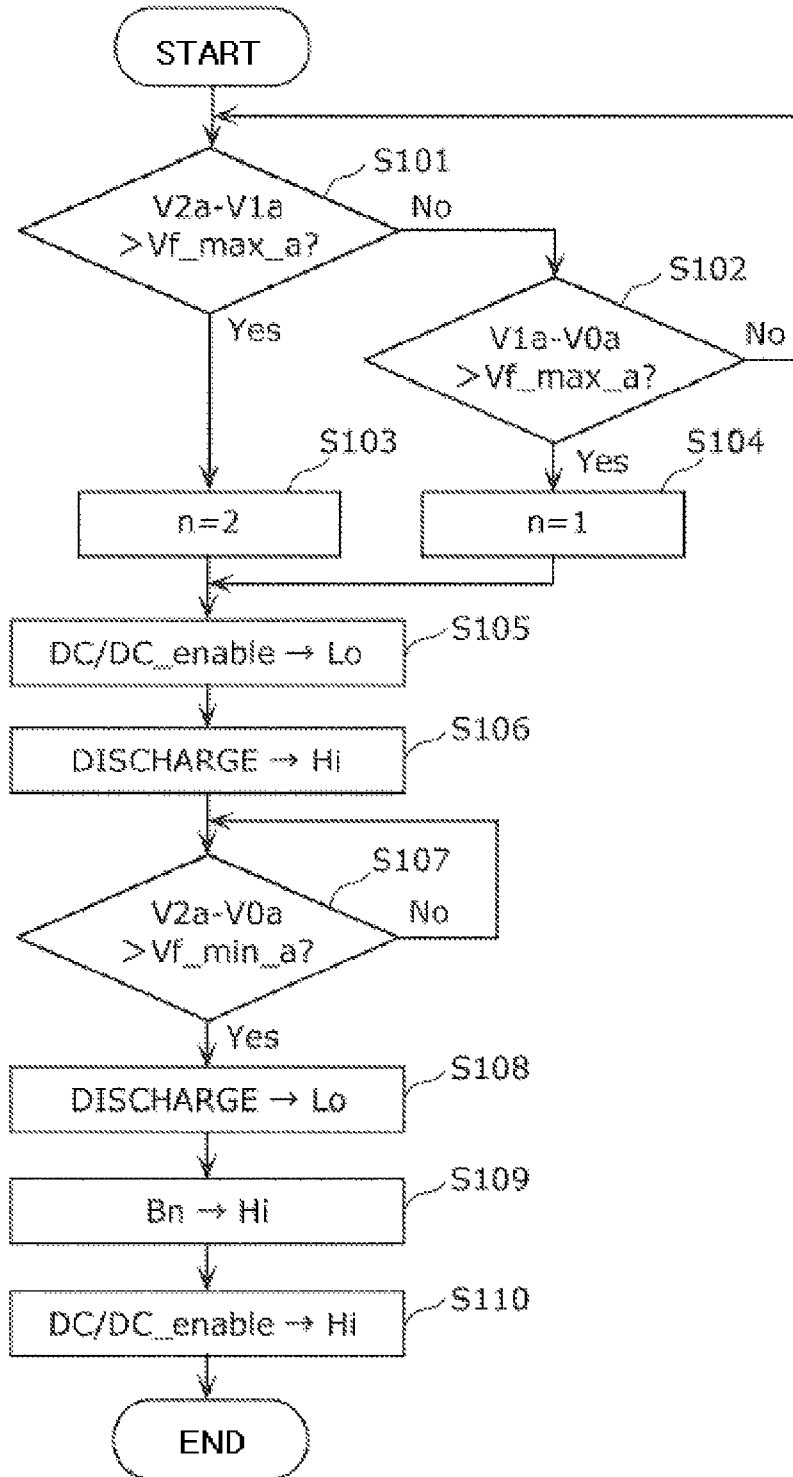 START
S101
V2a-V1a
>Vf_max_a?
No
Yes
S102
V1a-V0a
>Vf_max_a?
No
Yes
S103
n=2
S104
n=1
DC/DC_enable → Lo
S105
DISCHARGE → Hi
S106
S107
V2a-V0a
>Vf_min_a?
No
Yes
DISCHARGE → Lo
S108
Bn → Hi
S109
DC/DC_enable → Hi
S110
END